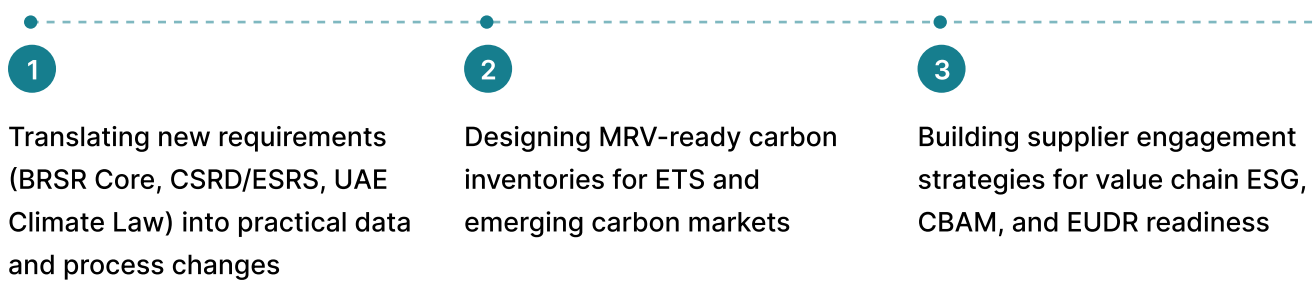 1
Translating new requirements
(BRSR Core, CSRD/ESRS, UAE
Climate Law) into practical data
and process changes
2
Designing MRV-ready carbon
inventories for ETS and
emerging carbon markets
3
Building supplier engagement
strategies for value chain ESG,
CBAM, and EUDR readiness